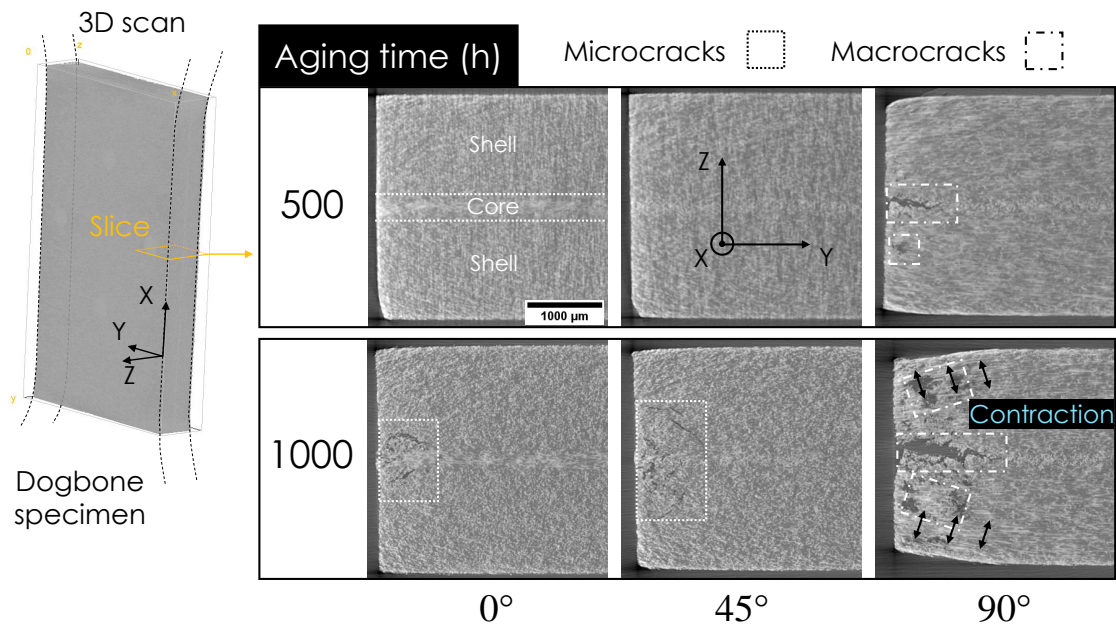 3D scan
0
z
x
Slice
X
Y
Z
y
Dogbone
specimen
Aging time (h)
Microcracks
Macrocracks
500
Shell
Core
Shell
1000 µm
Z
X
Y
1000
Contraction
0°
45°
90°